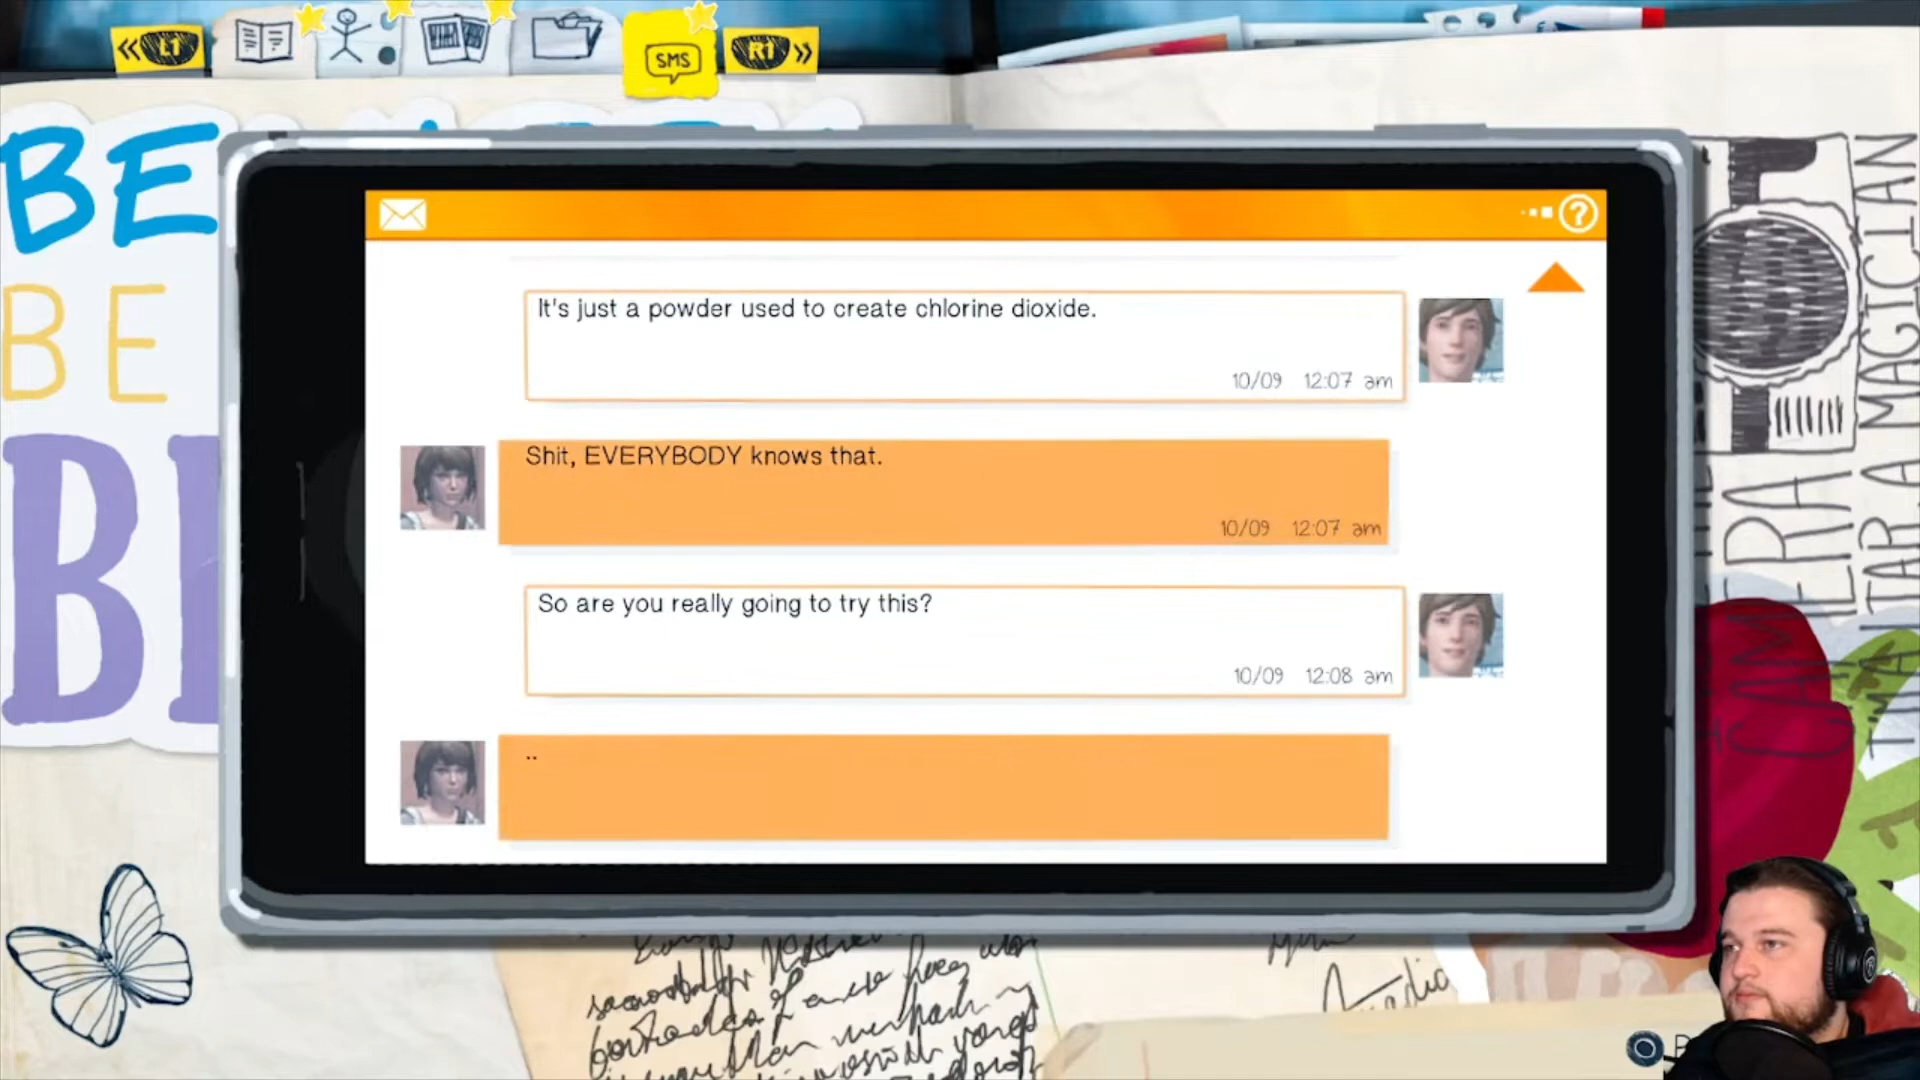 L1
SMS
R1
BE
BE
It's just a powder used to create chlorine dioxide.
10/09 12:07 am
Shit, EVERYBODY knows that.
10/09 12:07 am
So are you really going to try this?
10/09 12:08 am
..
CAMERA
MAGICIAN